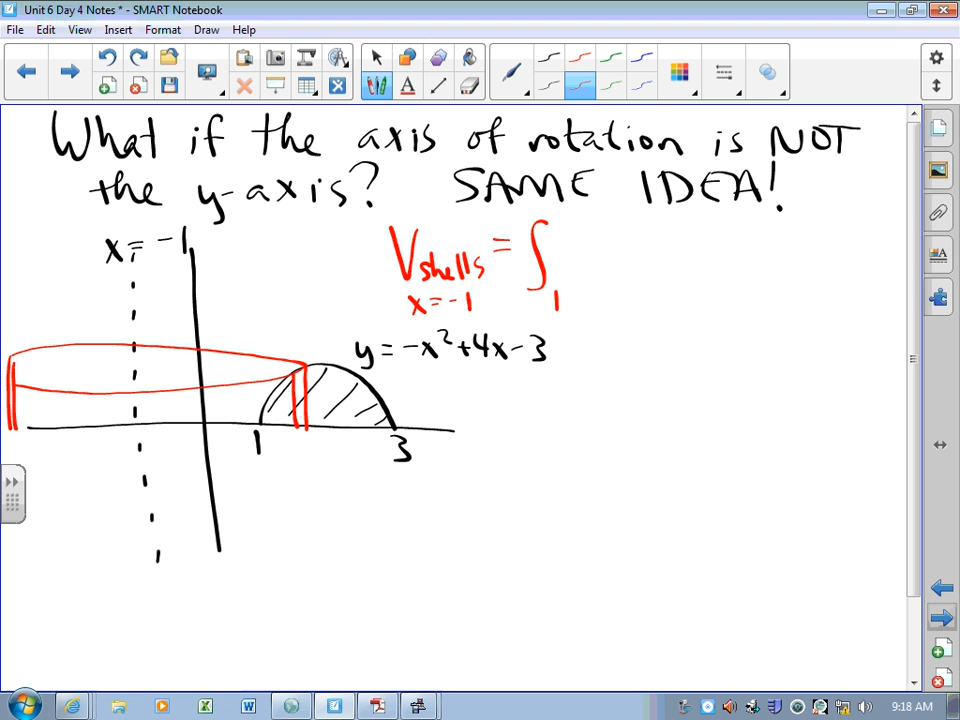 Unit 6 Day 4 Notes * - SMART Notebook
File Edit View Insert Format Draw Help
What if the axis of rotation is NOT
the y-axis? SAME IDEA!
x = -1
V shells = ∫ 1
x = -1
y = -x² + 4x - 3
1
3
9:18 AM